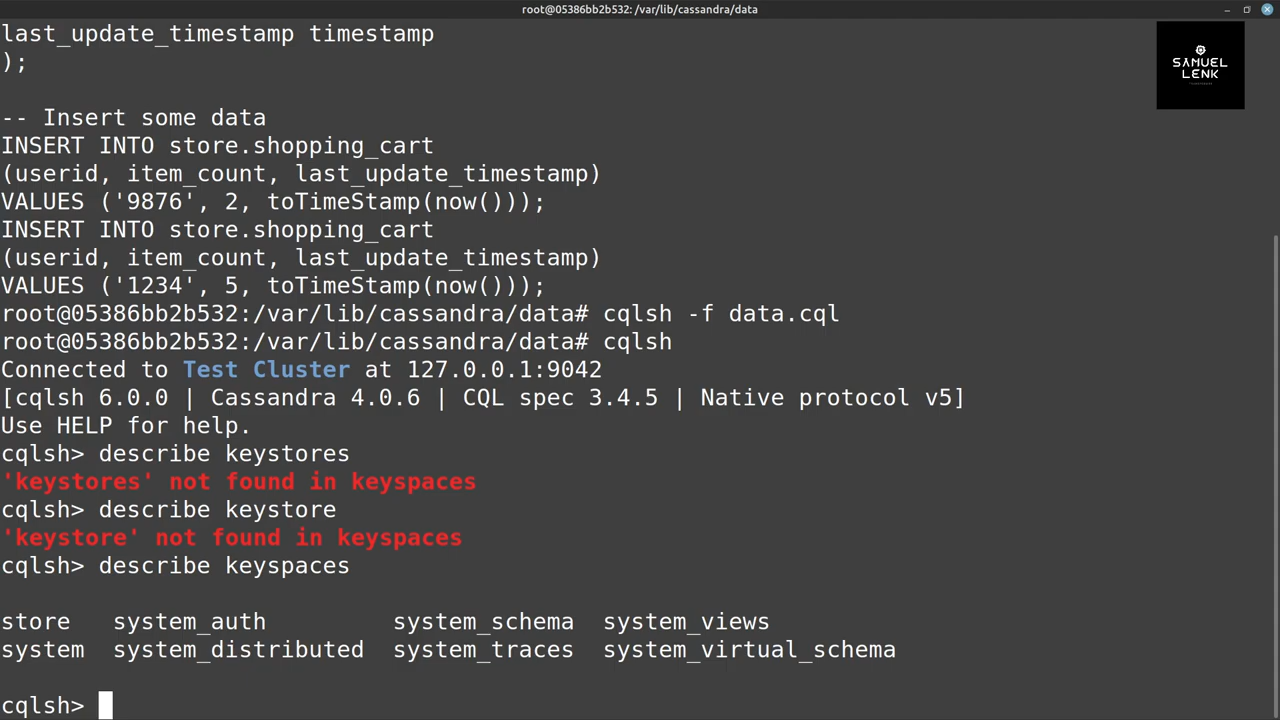 root@05386bb2b532: /var/lib/cassandra/data
last_update_timestamp timestamp
);
-- Insert some data
INSERT INTO store.shopping_cart
(userid, item_count, last_update_timestamp)
VALUES ('9876', 2, toTimeStamp(now()));
INSERT INTO store.shopping_cart
(userid, item_count, last_update_timestamp)
VALUES ('1234', 5, toTimeStamp(now()));
root@05386bb2b532:/var/lib/cassandra/data# cqlsh -f data.cql
root@05386bb2b532:/var/lib/cassandra/data# cqlsh
Connected to Test Cluster at 127.0.0.1:9042
[cqlsh 6.0.0 | Cassandra 4.0.6 | CQL spec 3.4.5 | Native protocol v5]
Use HELP for help.
cqlsh> describe keystores
'keystores' not found in keyspaces
cqlsh> describe keystore
'keystore' not found in keyspaces
cqlsh> describe keyspaces
store system_auth system_schema system_views
system system_distributed system_traces system_virtual_schema
cqlsh>
SAMUEL
LENK